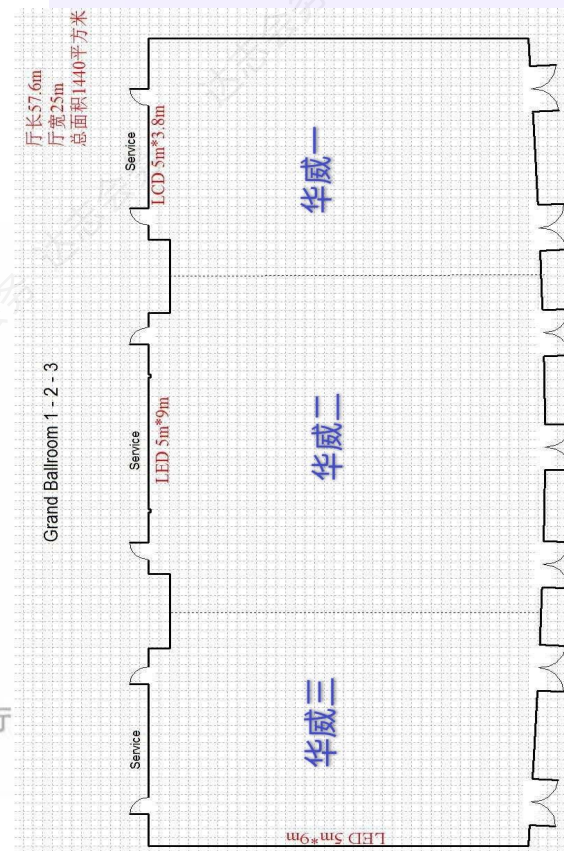 厅长57.6m
厅宽25m
总面积1440平方米
Service
LCD 5m*3.8m
华威一
Grand Ballroom 1 - 2 - 3
Service
LED 5m*9m
华威二
Service
华威三
LED 5m*9m